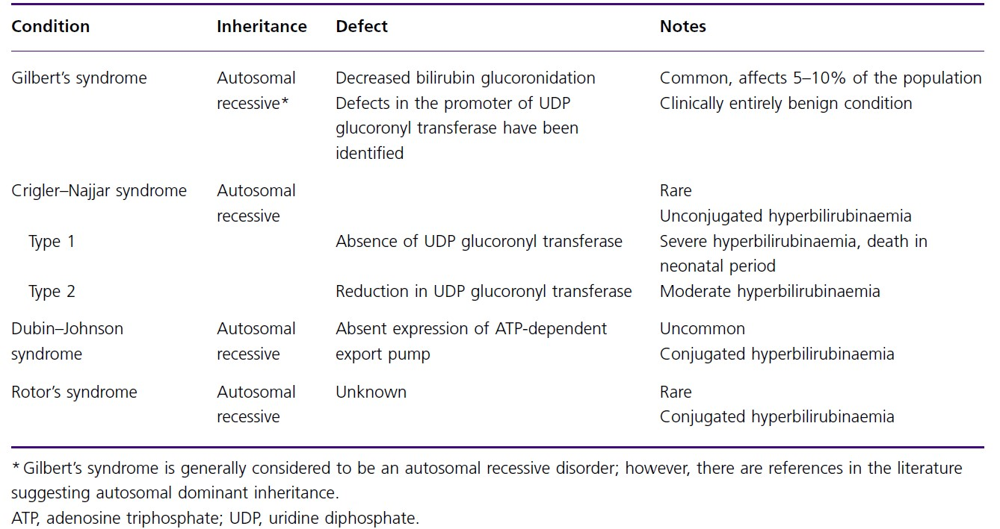 Condition Inheritance Defect Notes
Gilbert’s syndrome Autosomal Decreased bilirubin glucoronidation Common, affects 5–10% of the population
recessive* Defects in the promoter of UDP Clinically entirely benign condition
glucoronyl transferase have been
identified
Crigler–Najjar syndrome Autosomal Rare
recessive Unconjugated hyperbilirubinaemia
Type 1 Absence of UDP glucoronyl transferase Severe hyperbilirubinaemia, death in
neonatal period
Type 2 Reduction in UDP glucoronyl transferase Moderate hyperbilirubinaemia
Dubin–Johnson Autosomal Absent expression of ATP-dependent Uncommon
syndrome recessive export pump Conjugated hyperbilirubinaemia
Rotor’s syndrome Autosomal Unknown Rare
recessive Conjugated hyperbilirubinaemia
* Gilbert’s syndrome is generally considered to be an autosomal recessive disorder; however, there are references in the literature
suggesting autosomal dominant inheritance.
ATP, adenosine triphosphate; UDP, uridine diphosphate.